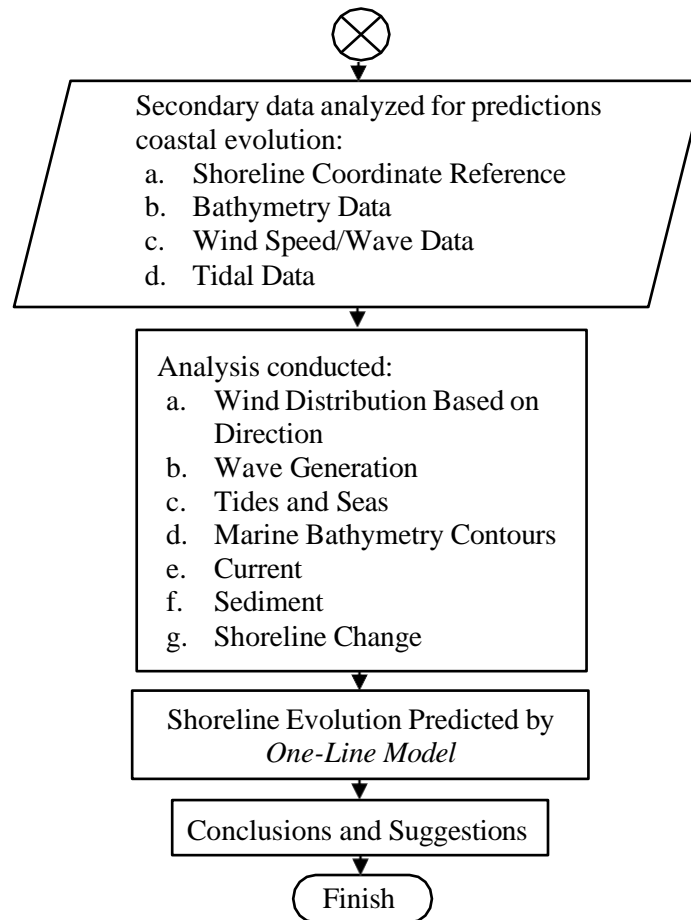 Secondary data analyzed for predictions
coastal evolution:
a. Shoreline Coordinate Reference
b. Bathymetry Data
c. Wind Speed/Wave Data
d. Tidal Data
Analysis conducted:
a. Wind Distribution Based on
Direction
b. Wave Generation
c. Tides and Seas
d. Marine Bathymetry Contours
e. Current
f. Sediment
g. Shoreline Change
Shoreline Evolution Predicted by
One-Line Model
Conclusions and Suggestions
Finish